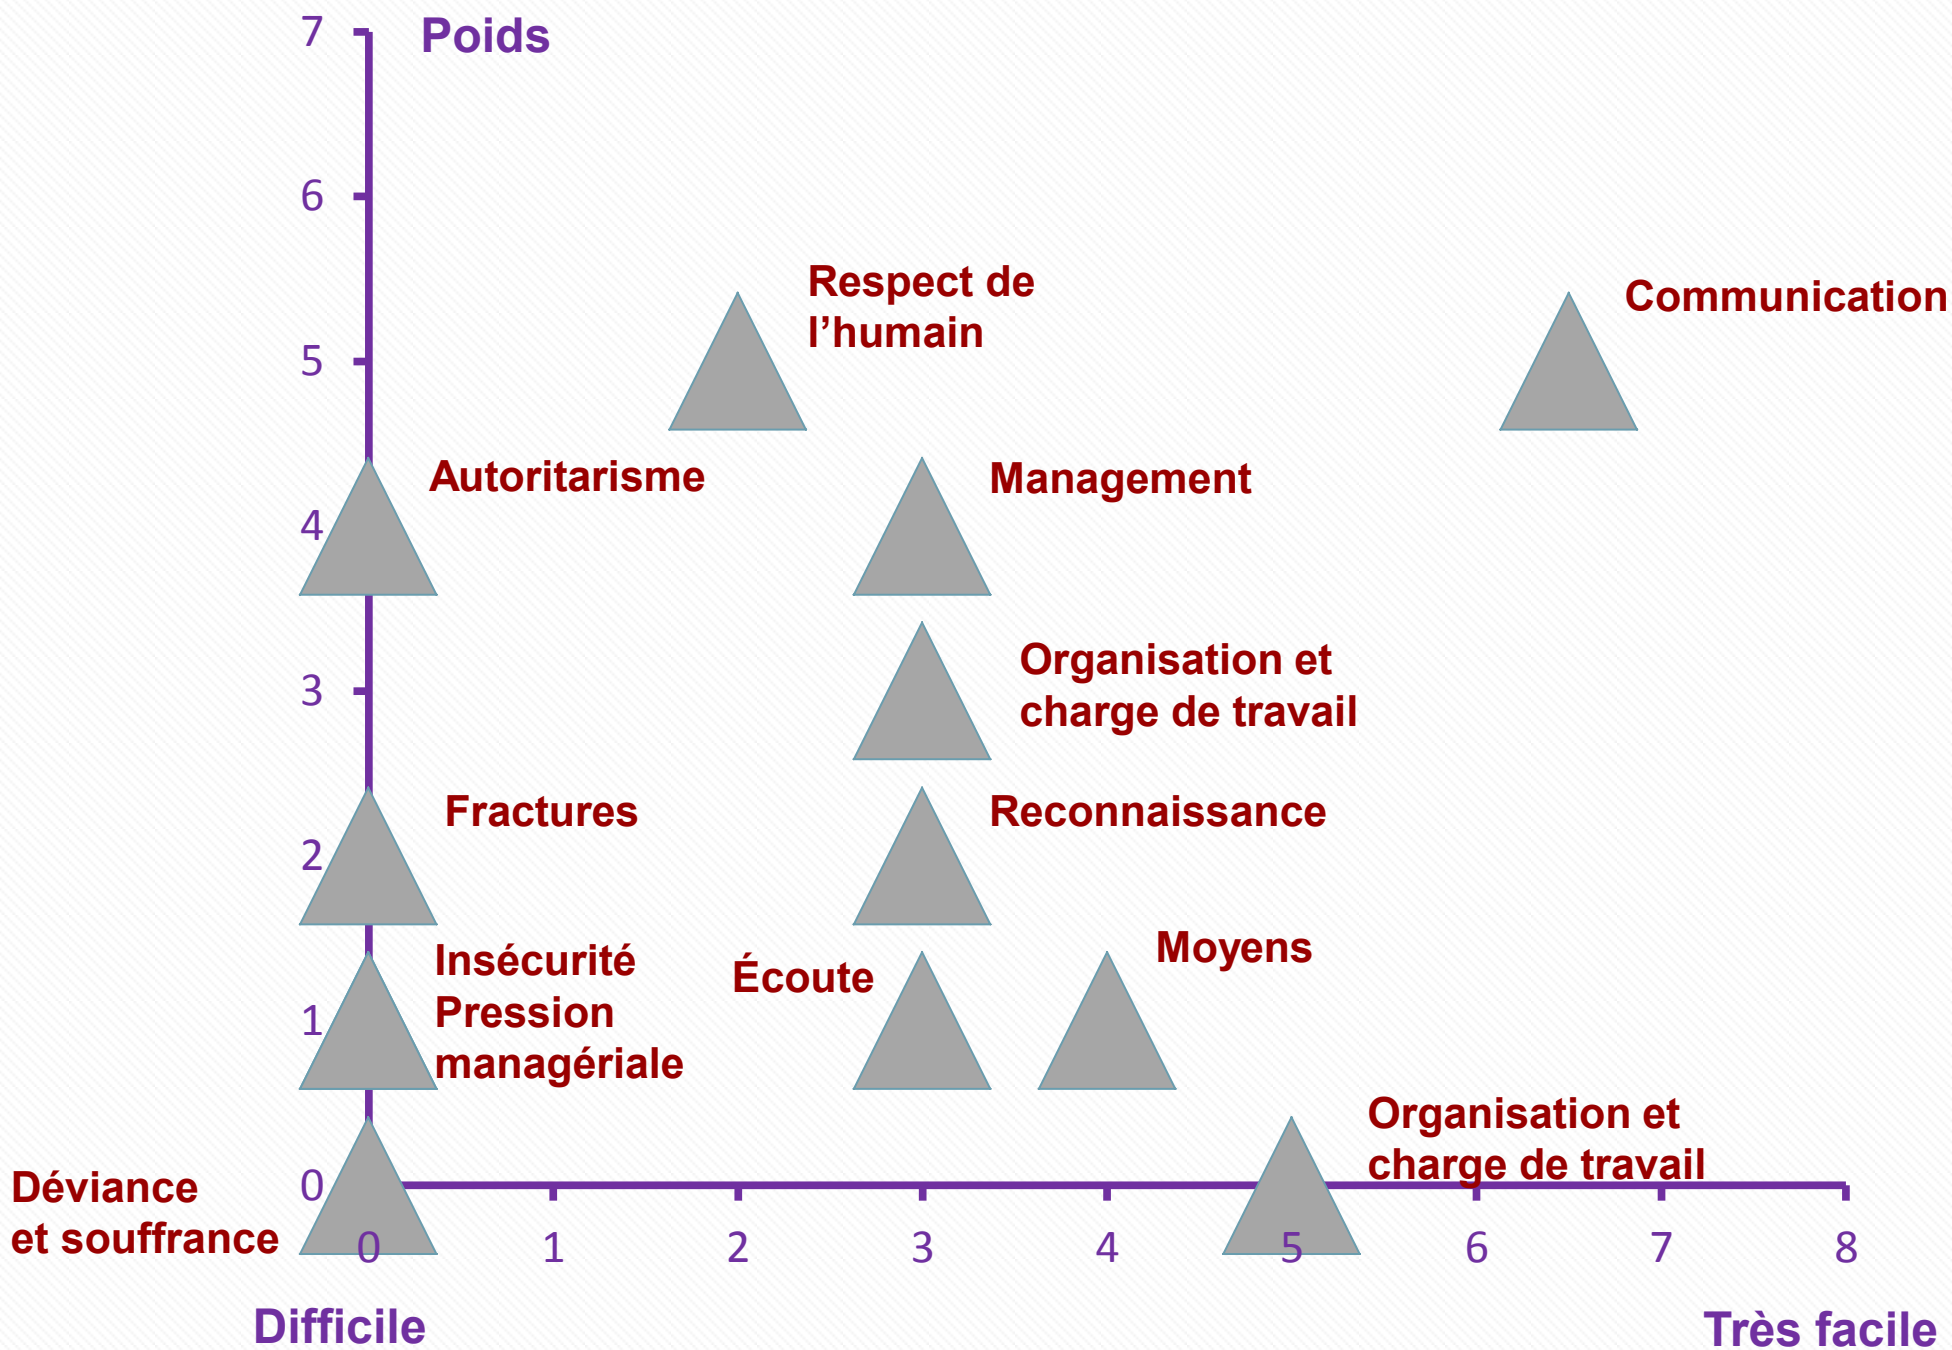 7
Poids
6
Respect de
l’humain
Communication
5
Autoritarisme
Management
4
Organisation et
charge de travail
3
Fractures
Reconnaissance
2
Insécurité
Pression
managériale
Écoute
Moyens
1
Organisation et
charge de travail
Déviance
et souffrance
0
0 1 2 3 4 5 6 7 8
Difficile
Très facile